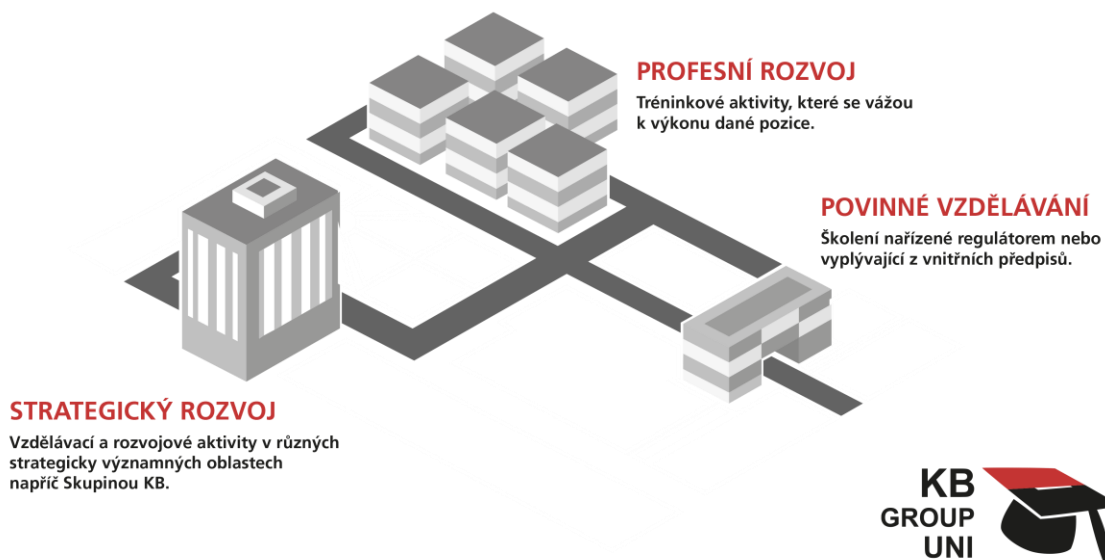 PROFESNÍ ROZVOJ
Tréninkové aktivity, které se vážou
k výkonu dané pozice.
POVINNÉ VZDĚLÁVÁNÍ
Školení nařízené regulátorem nebo
vyplývající z vnitřních předpisů.
STRATEGICKÝ ROZVOJ
Vzdělávací a rozvojové aktivity v různých
strategicky významných oblastech
napříč Skupinou KB.
KB
GROUP
UNI